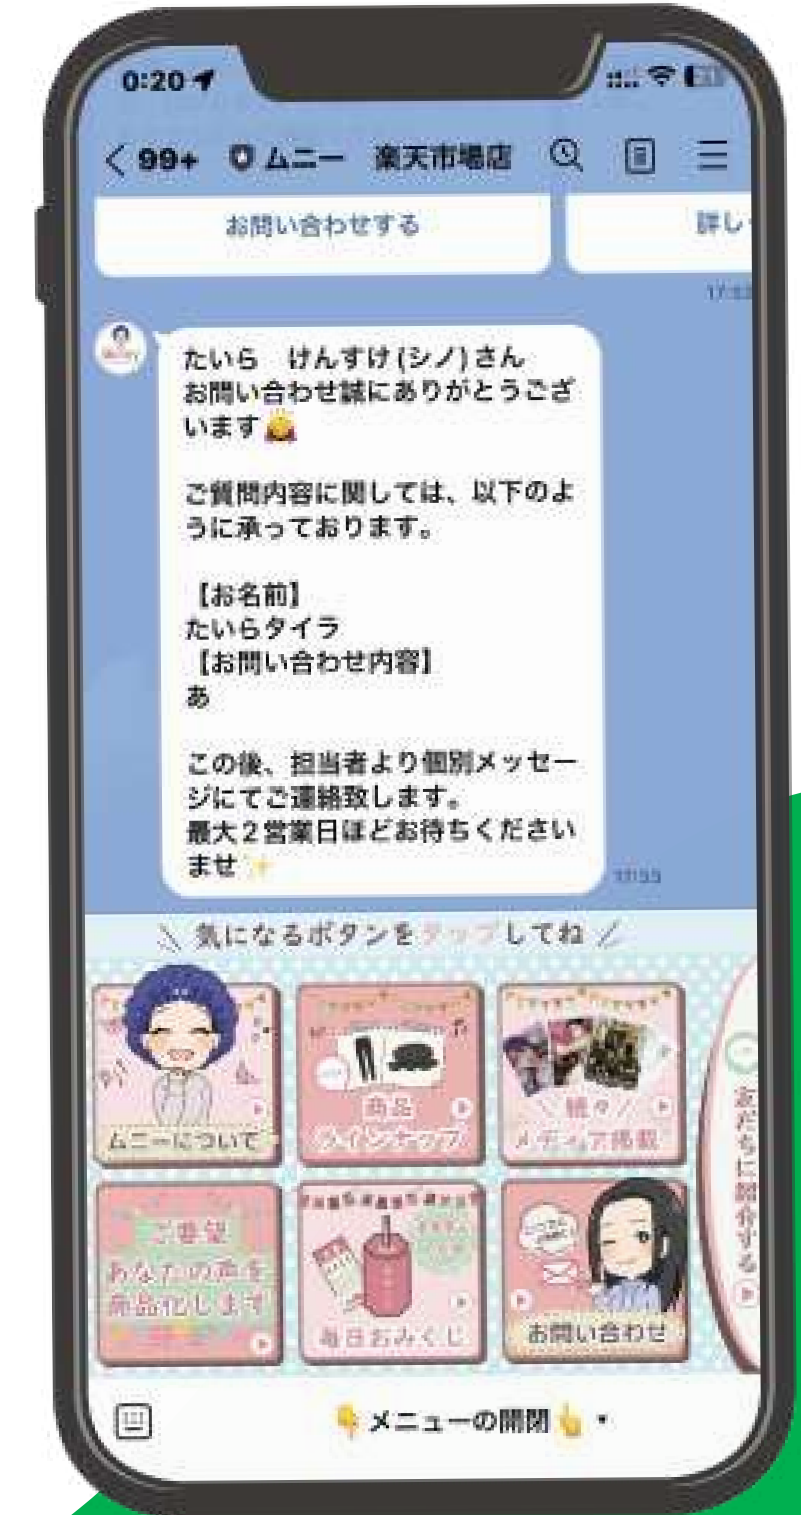 0:20
99+ ムニー 楽天市場店
お問い合わせする
詳し
17:53
たいら けんすけ(シノ)さん
お問い合わせ誠にありがとうござ
います
ご質問内容に関しては、以下のよ
うに承っております。
【お名前】
たいらタイラ
【お問い合わせ内容】
あ
この後、担当者より個別メッセー
ジにてご連絡致します。
最大2営業日ほどお待ちください
ませ
17:53
\ 気になるボタンをタップしてね /
ムニーについて
商品
ラインナップ
\ 続々 /
メディア掲載
友だちに紹介する
ご要望
あなたの声を
商品化します
毎日おみくじ
お問い合わせ
メニューの開閉